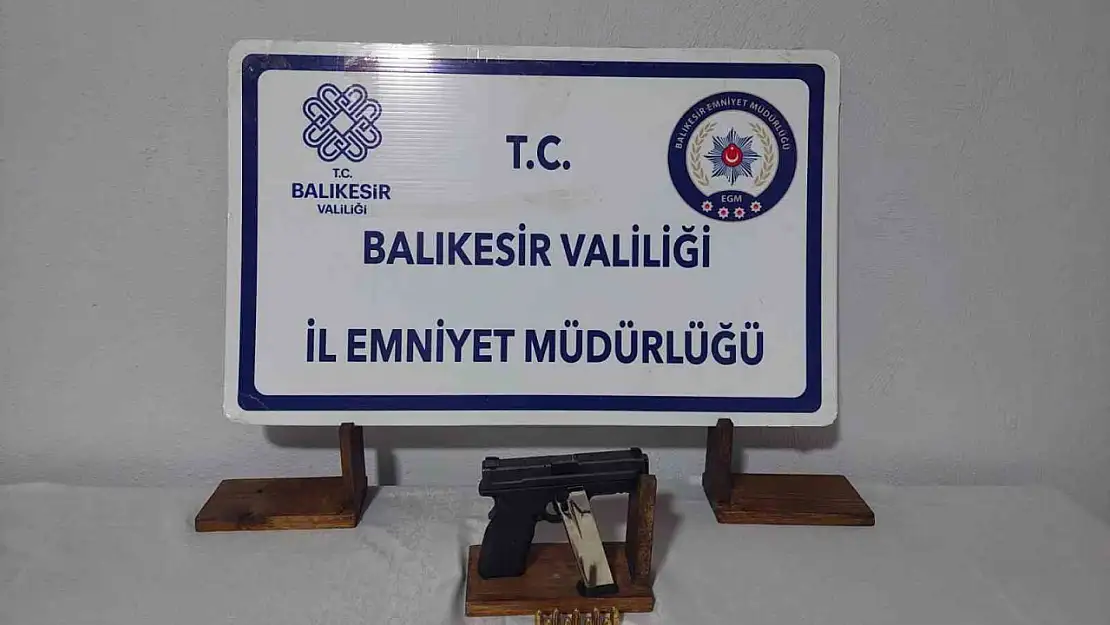 T.C.
BALIKESİR
VALİLİĞİ
T.C.
BALIKESİR EMNİYET MÜDÜRLÜĞÜ
EGM
BALIKESİR VALİLİĞİ
İL EMNİYET MÜDÜRLÜĞÜ